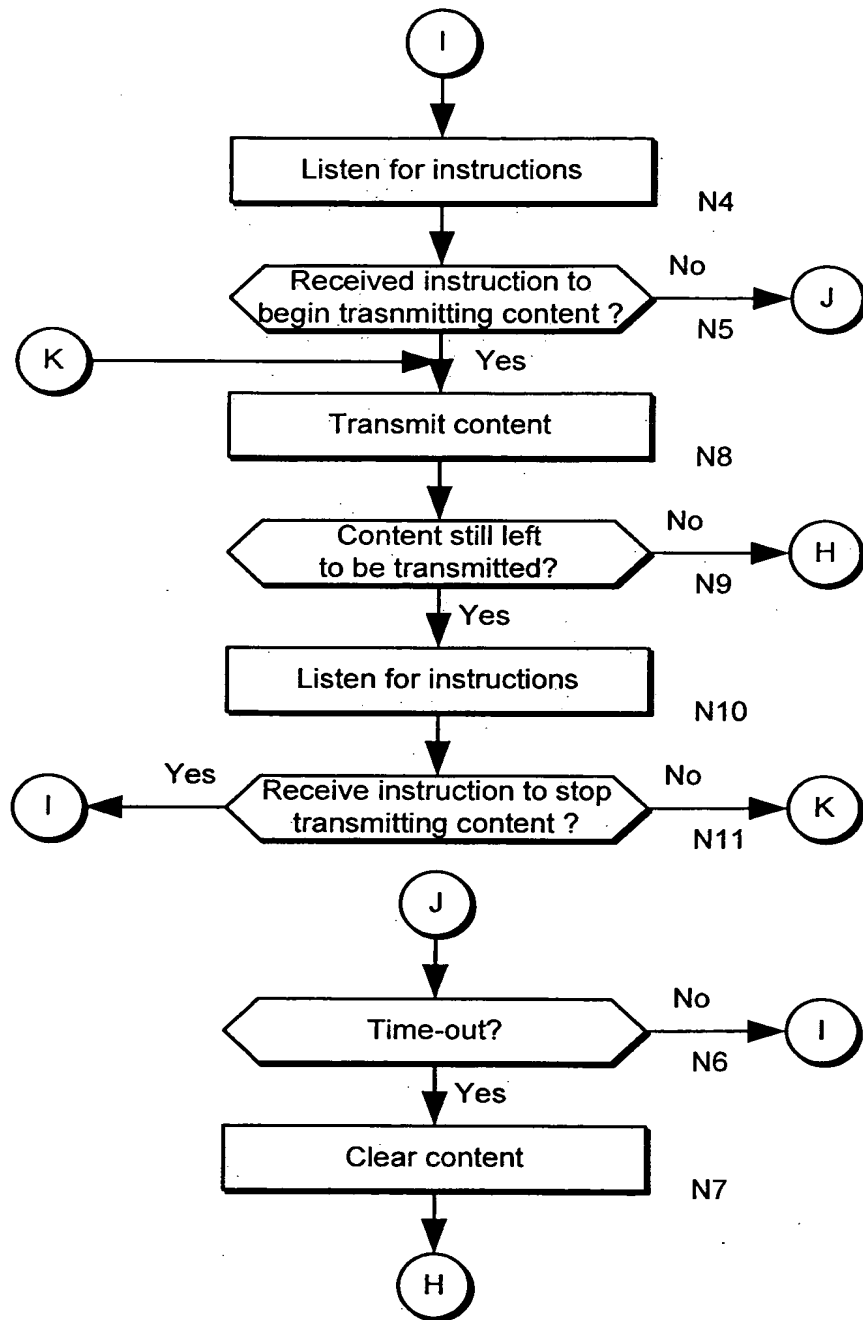 I
Listen for instructions
N4
Received instruction to
begin trasnmitting content ?
No
N5
J
K
Yes
Transmit content
N8
Content still left
to be transmitted?
No
N9
H
Yes
Listen for instructions
N10
I
Yes
Receive instruction to stop
transmitting content ?
No
N11
K
J
Time-out?
No
N6
I
Yes
Clear content
N7
H